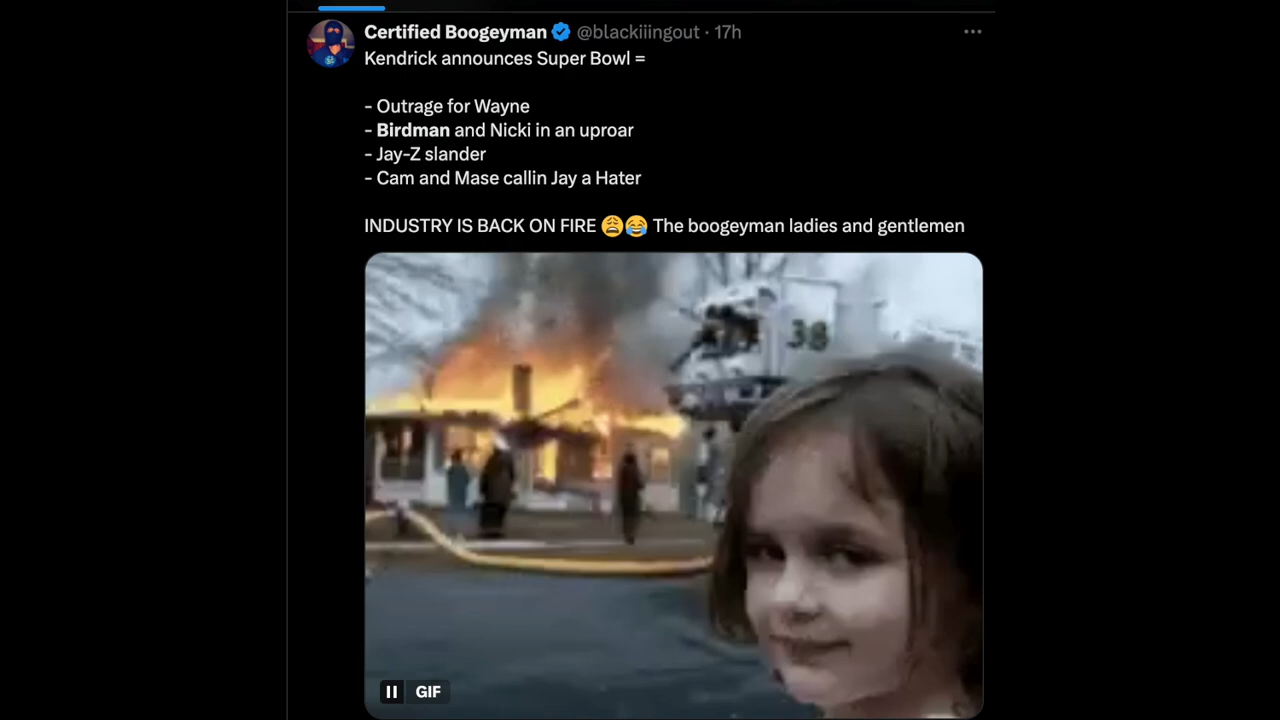 Certified Boogeyman @blackiiingout · 17h
Kendrick announces Super Bowl =
- Outrage for Wayne
- Birdman and Nicki in an uproar
- Jay-Z slander
- Cam and Mase callin Jay a Hater
INDUSTRY IS BACK ON FIRE 😩😂 The boogeyman ladies and gentlemen
38
GIF